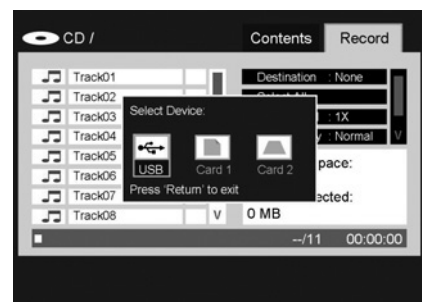 CD /
Contents
Record
Track01
Track02
Track03
Track04
Track05
Track06
Track07
Track08
V
Destination : None
: 1X
: Normal
V
Select Device:
USB
Card 1
Card 2
Press 'Return' to exit
pace:
ected:
0 MB
--/11 00:00:00